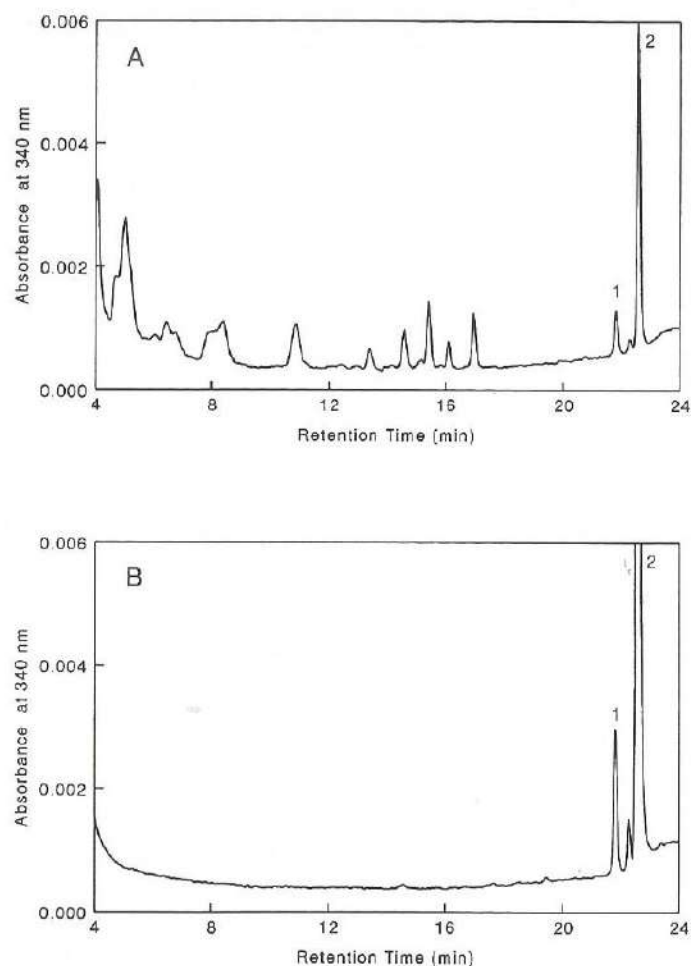 A
2
1
0.006
0.004
0.002
0.000
Absorbance at 340 nm
4 8 12 16 20 24
Retention Time (min)
B
2
1
0.006
0.004
0.002
0.000
Absorbance at 340 nm
4 8 12 16 20 24
Retention Time (min)